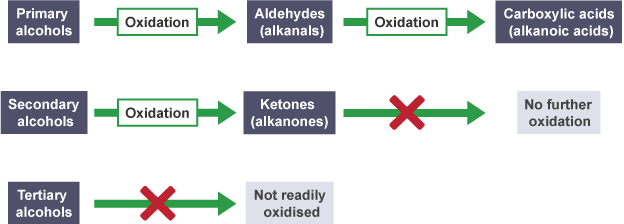 Primary
alcohols
Oxidation
Aldehydes
(alkanals)
Oxidation
Carboxylic acids
(alkanoic acids)
Secondary
alcohols
Oxidation
Ketones
(alkanones)
No further
oxidation
Tertiary
alcohols
Not readily
oxidised